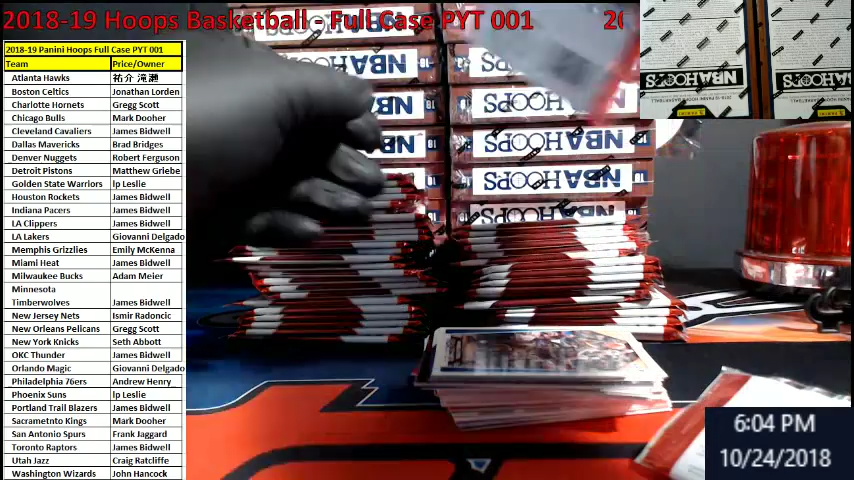 2018-19 Hoops Basketball - Full Case PYT 001 20
2018-19 Panini Hoops Full Case PYT 001
Team Price/Owner
Atlanta Hawks 祐介 滝瀬
Boston Celtics Jonathan Lorden
Charlotte Hornets Gregg Scott
Chicago Bulls Mark Dooher
Cleveland Cavaliers James Bidwell
Dallas Mavericks Brad Bridges
Denver Nuggets Robert Ferguson
Detroit Pistons Matthew Griebe
Golden State Warriors lp Leslie
Houston Rockets James Bidwell
Indiana Pacers James Bidwell
LA Clippers James Bidwell
LA Lakers Giovanni Delgado
Memphis Grizzlies Emily McKenna
MIami Heat James Bidwell
Milwaukee Bucks Adam Meier
Minnesota
Timberwolves James Bidwell
New Jersey Nets Ismir Radoncic
New Orleans Pelicans Gregg Scott
New York Knicks Seth Abbott
OKC Thunder James Bidwell
Orlando Magic Giovanni Delgado
Philadelphia 76ers Andrew Henry
Phoenix Suns lp Leslie
Portland Trail Blazers James Bidwell
Sacrametnto Kings Mark Dooher
San Antonio Spurs Frank Jaggard
Toronto Raptors James Bidwell
Utah Jazz Craig Ratcliffe
Washington Wizards John Hancock
NBA HOOPS
NBA HOOPS
NBA HOOPS
NBA HOOPS
NBA HOOPS
NBA HOOPS
6:04 PM
10/24/2018